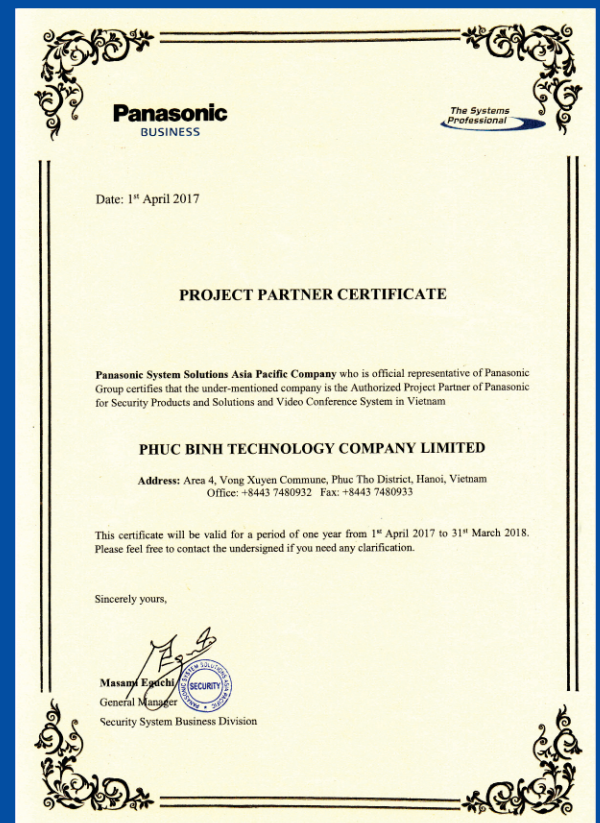 Panasonic
BUSINESS
The Systems
Professional
Date: 1st April 2017
PROJECT PARTNER CERTIFICATE
Panasonic System Solutions Asia Pacific Company who is official representative of Panasonic
Group certifies that the under-mentioned company is the Authorized Project Partner of Panasonic
for Security Products and Solutions and Video Conference System in Vietnam
PHUC BINH TECHNOLOGY COMPANY LIMITED
Address: Area 4, Vong Xuyen Commune, Phuc Tho District, Hanoi, Vietnam
Office: +8443 7480932 Fax: +8443 7480933
This certificate will be valid for a period of one year from 1st April 2017 to 31st March 2018.
Please feel free to contact the undersigned if you need any clarification.
Sincerely yours,
PANASONIC SYSTEM SOLUTIONS ASIA PACIFIC
SECURITY
Masami Eguchi
General Manager
Security System Business Division